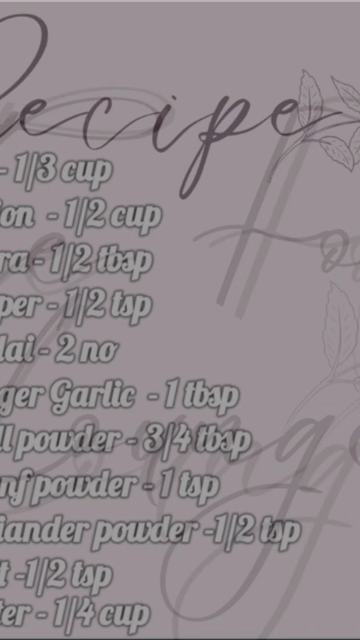 Recipe
- 1/3 cup
ion - 1/2 cup
ra - 1/2 tbsp
per - 1/2 tsp
lai - 2 no
ger Garlic - 1 tbsp
l powder - 3/4 tbsp
nf powder - 1 tsp
iander powder -1/2 tsp
t -1/2 tsp
ter - 1/4 cup